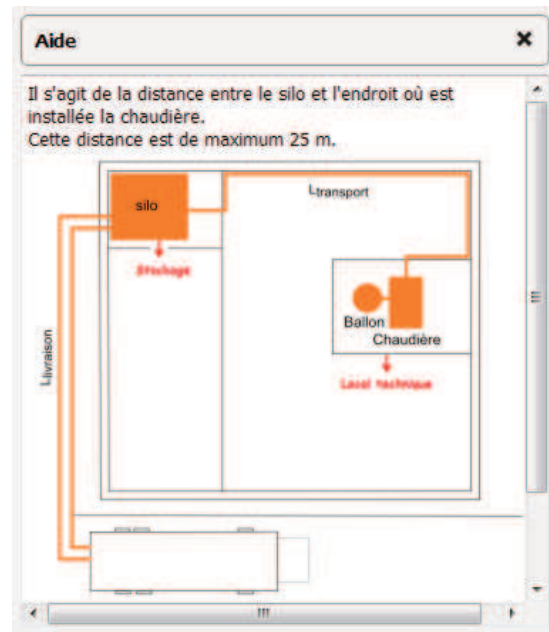 Aide
Il s'agit de la distance entre le silo et l'endroit où est
installée la chaudière.
Cette distance est de maximum 25 m.
silo
Ltransport
Stockage
Ballon
Chaudière
Llivraison
Local technique